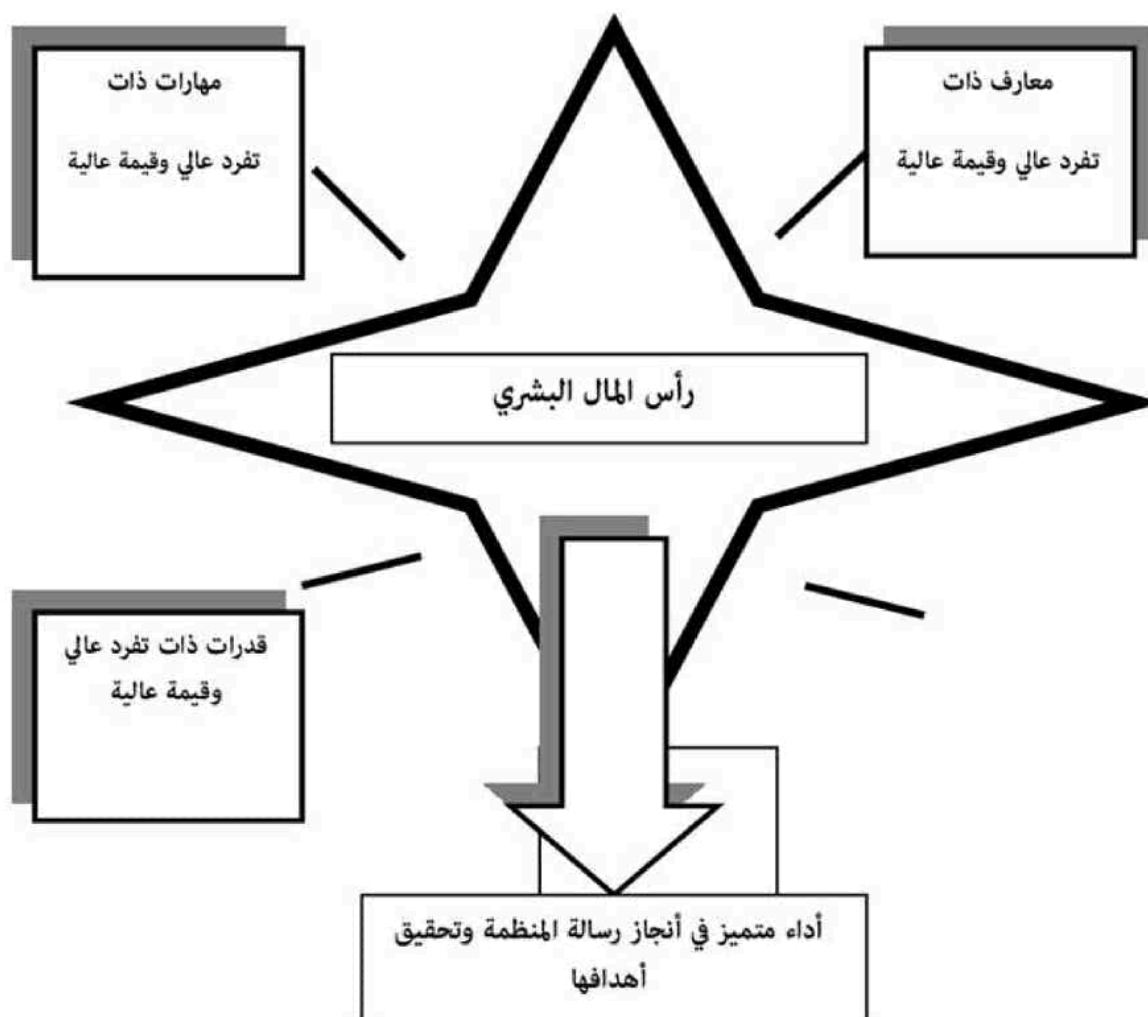 معارف ذات
تفرد عالي وقيمة عالية
مهارات ذات
تفرد عالي وقيمة عالية
رأس المال البشري
قدرات ذات تفرد عالي
وقيمة عالية
أداء متميز في أنجاز رسالة المنظمة وتحقيق
أهدافها